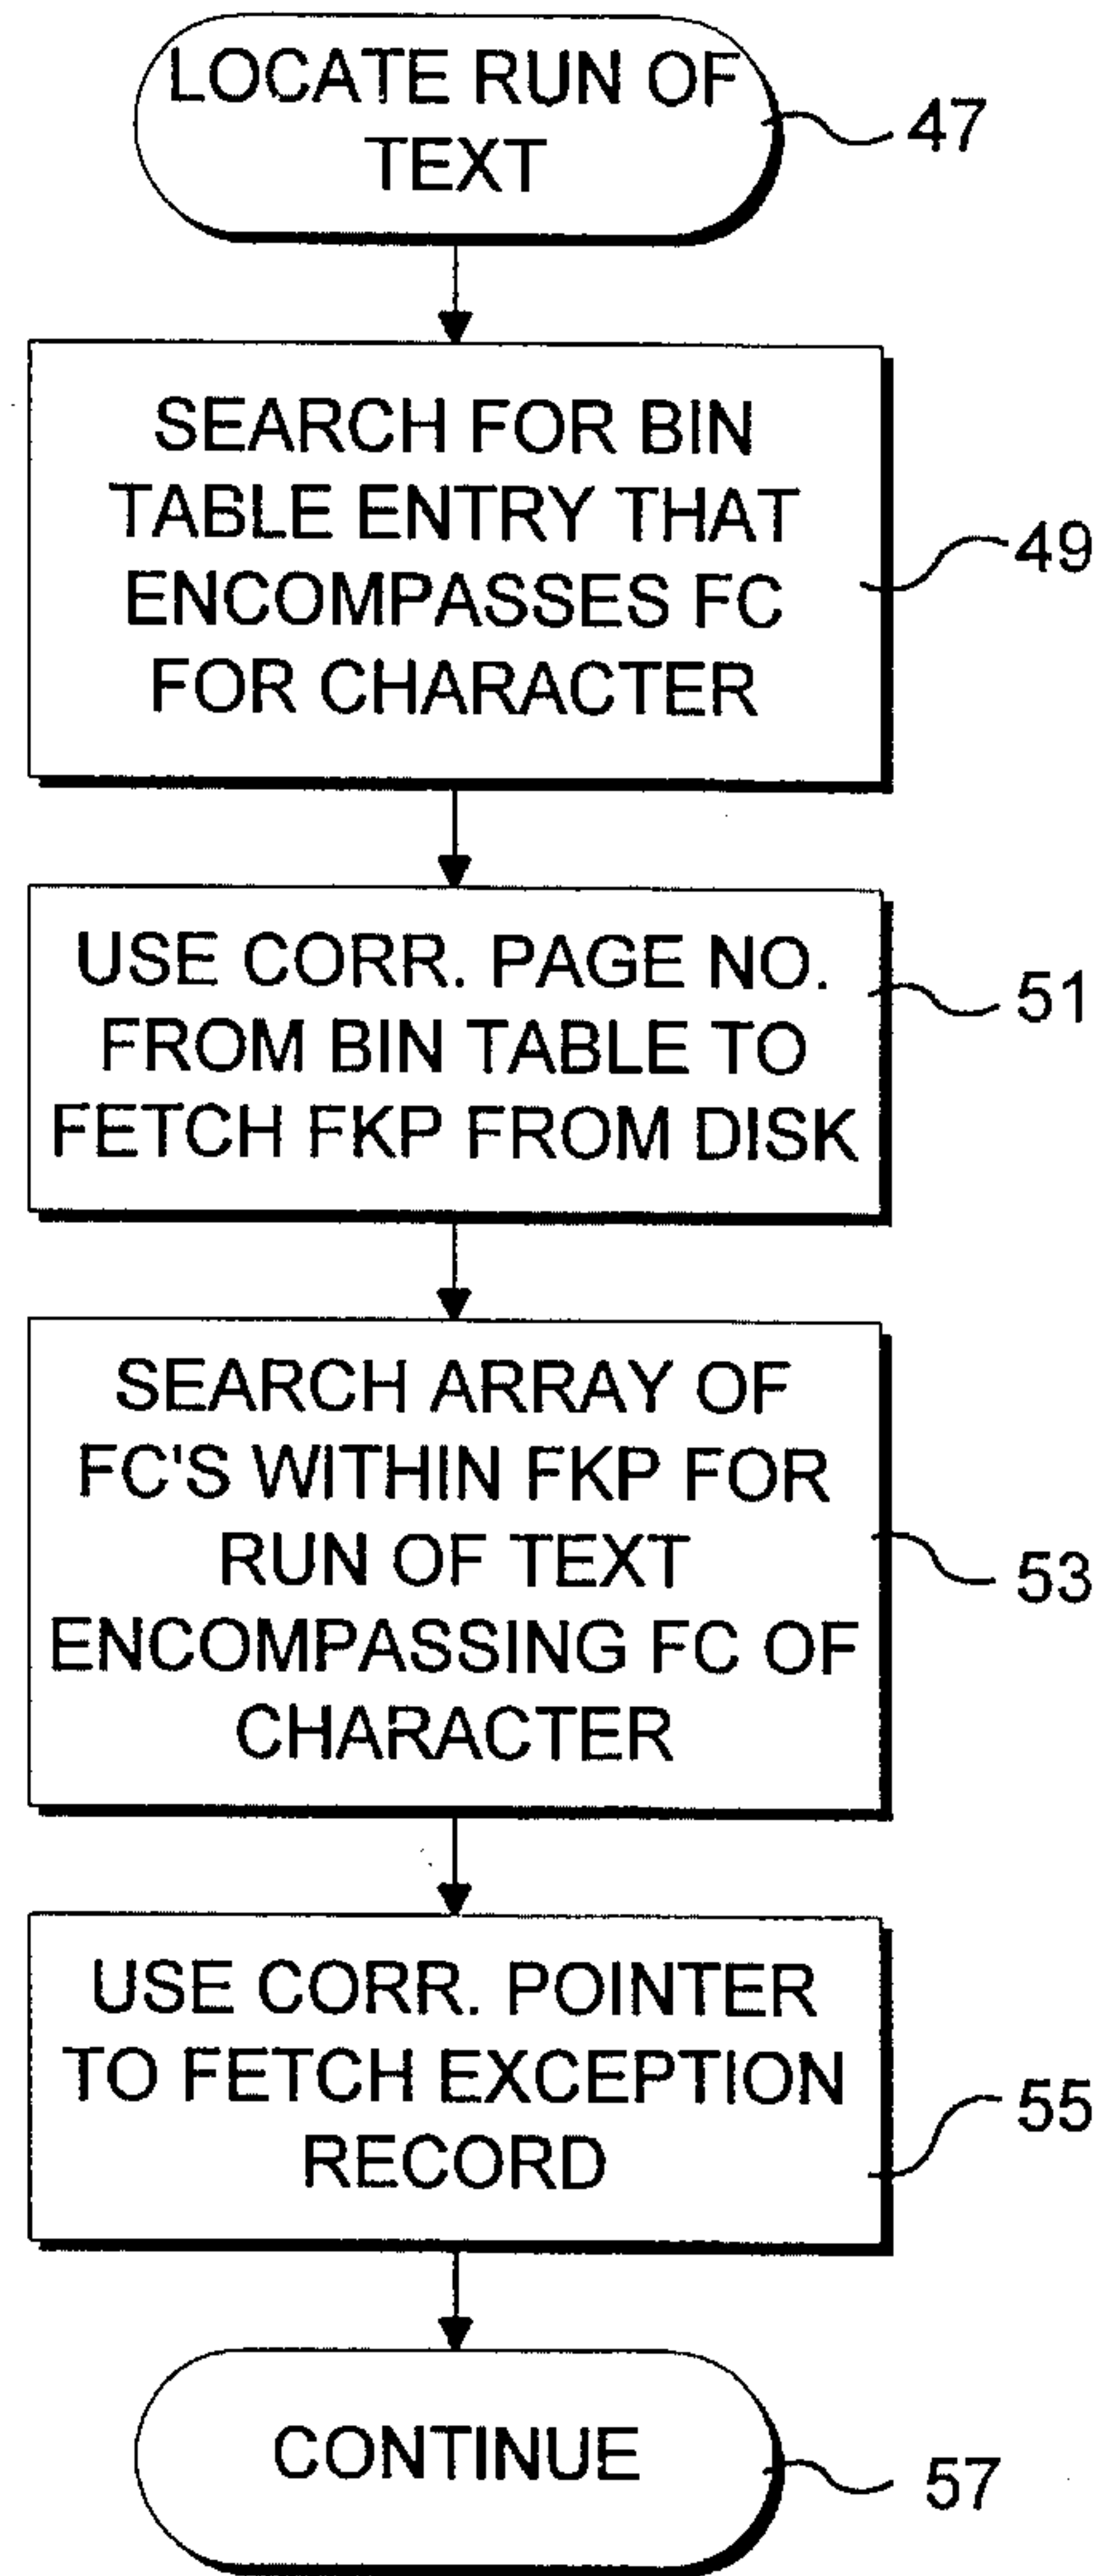 LOCATE RUN OF
TEXT
47
SEARCH FOR BIN
TABLE ENTRY THAT
ENCOMPASSES FC
FOR CHARACTER
49
USE CORR. PAGE NO.
FROM BIN TABLE TO
FETCH FKP FROM DISK
51
SEARCH ARRAY OF
FC'S WITHIN FKP FOR
RUN OF TEXT
ENCOMPASSING FC OF
CHARACTER
53
USE CORR. POINTER
TO FETCH EXCEPTION
RECORD
55
CONTINUE
57